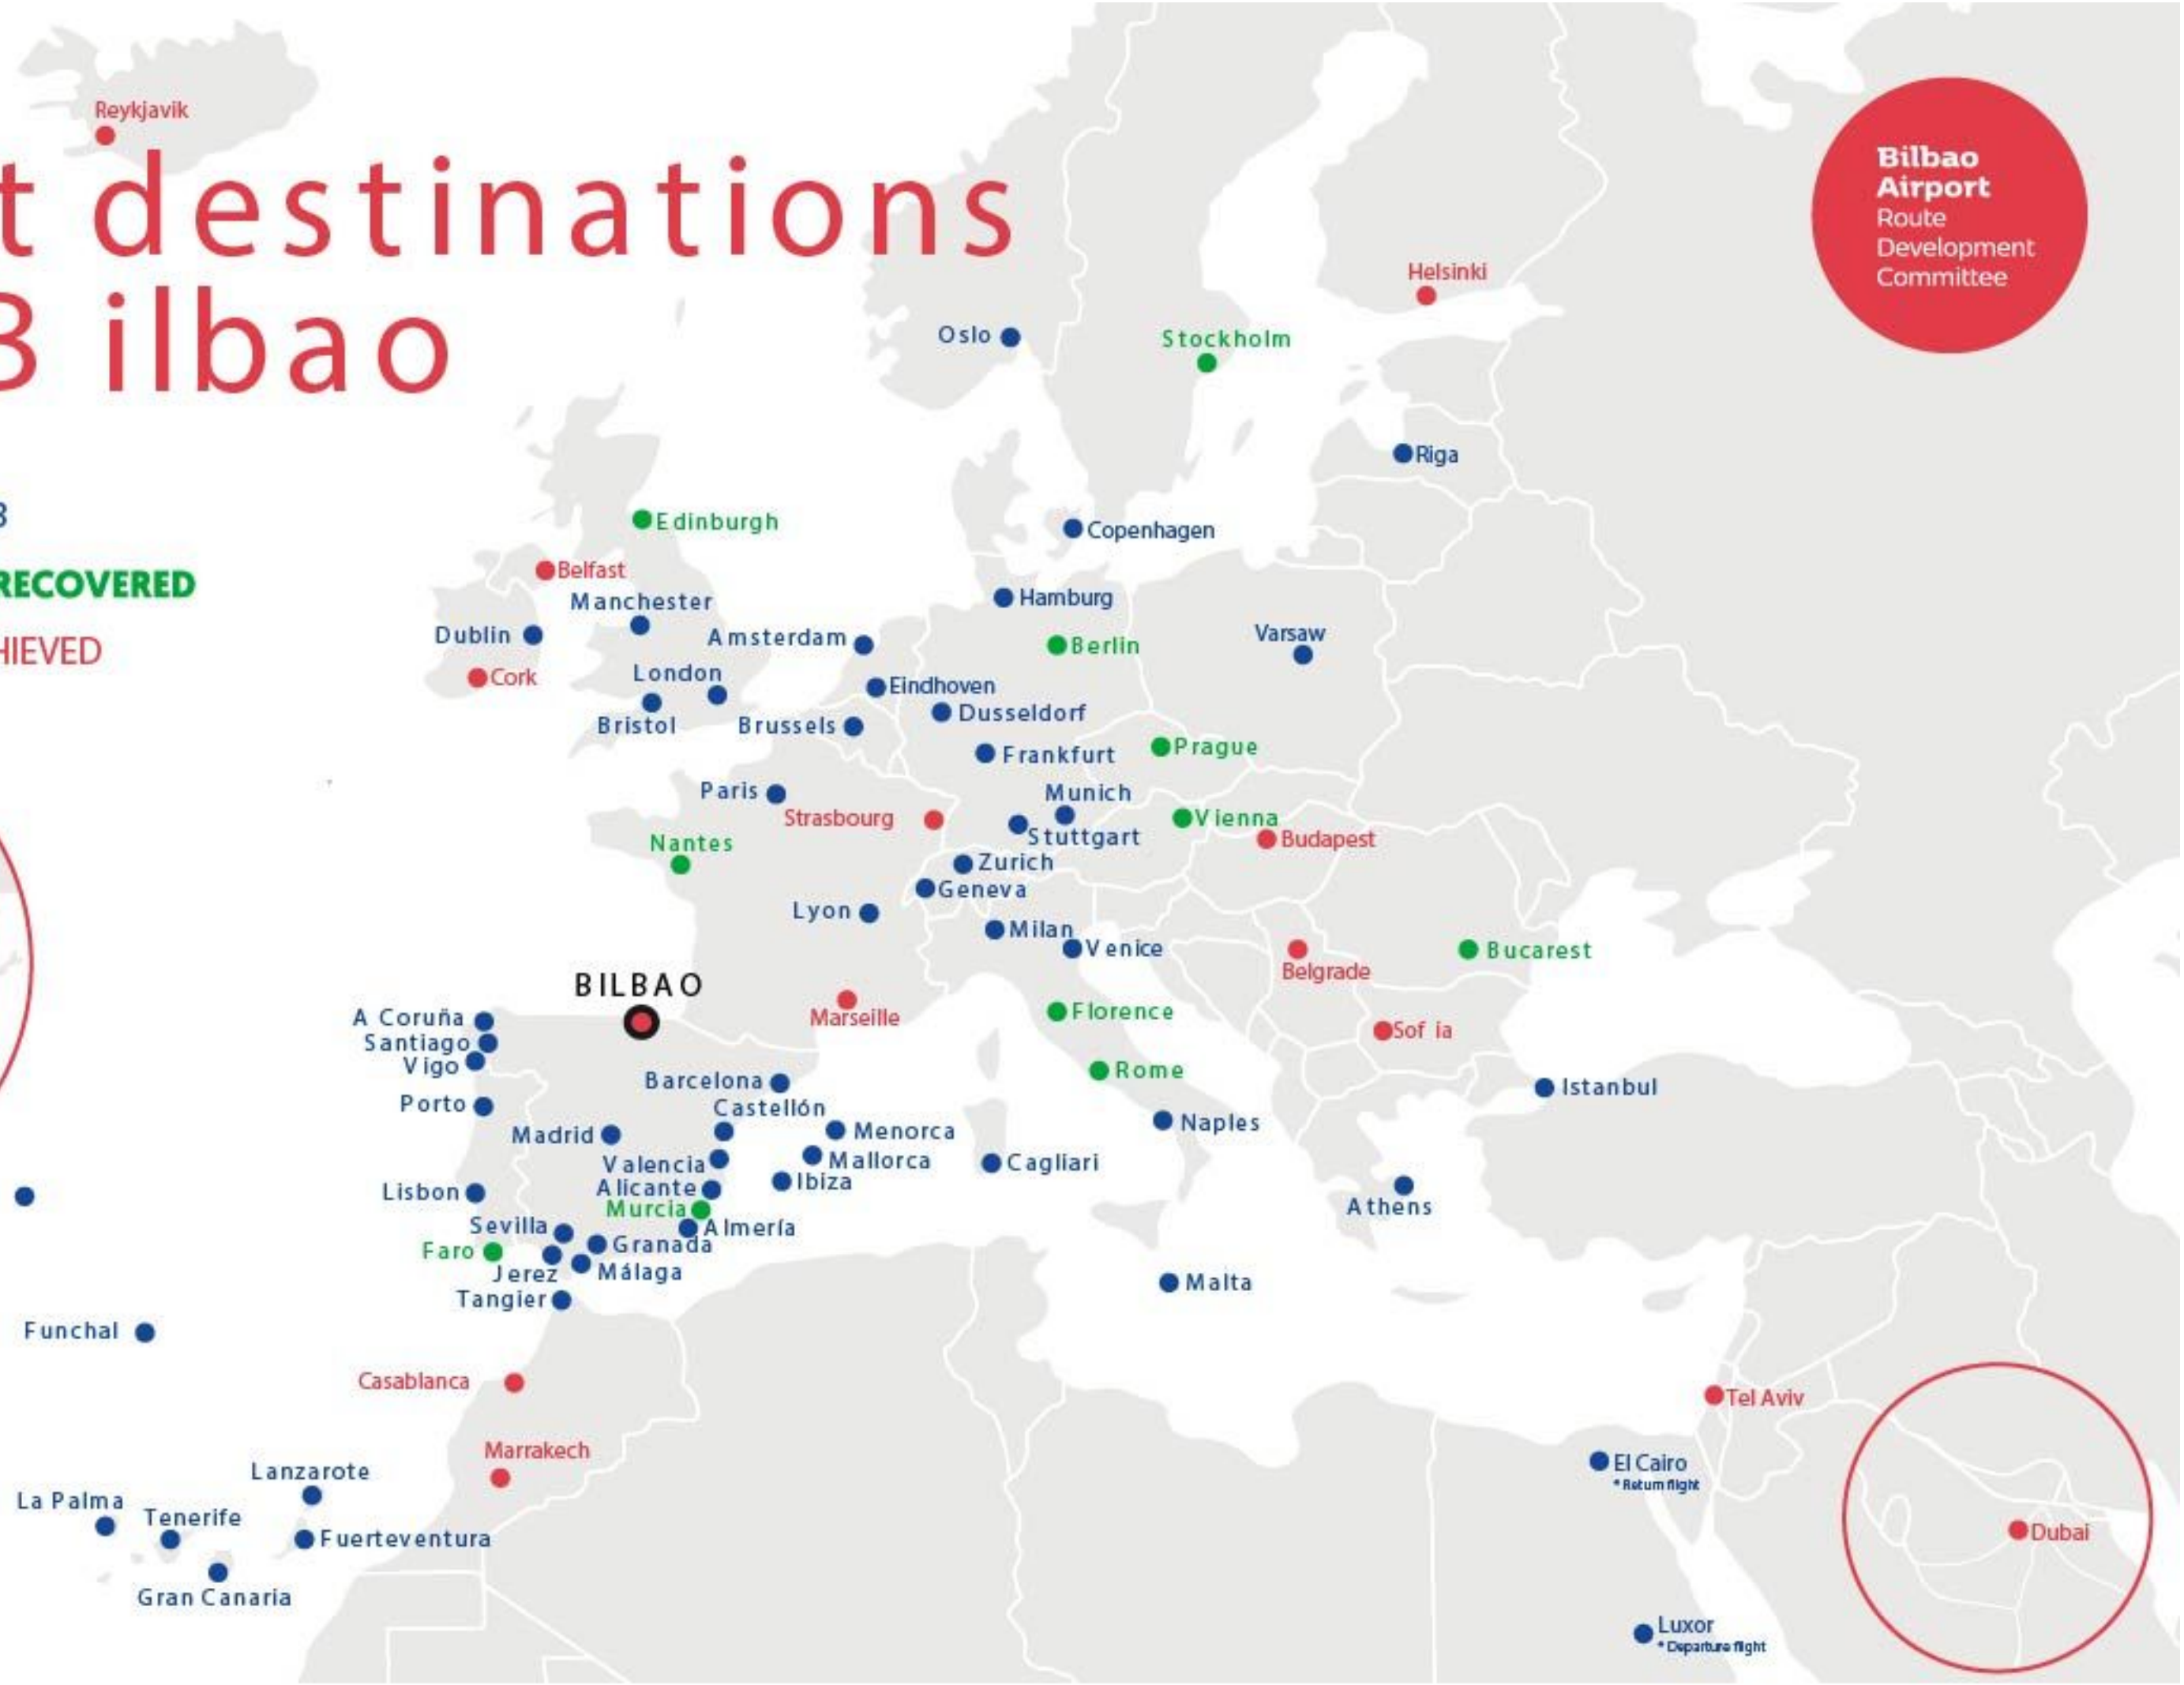 Reykjavik
t destinations
Bilbao
Airport
Route
Development
Committee
Helsinki
B ilbao
Oslo
Stockholm
Riga
3
Edinburgh
Copenhagen
RECOVERED
Belfast
Manchester
Hamburg
HIEVED
Dublin
Amsterdam
Berlin
Varsaw
Cork
London
Eindhoven
Bristol
Brussels
Dusseldorf
Frankfurt
Prague
Paris
Munich
Strasbourg
Vienna
Nantes
Stuttgart
Budapest
Zurich
Geneva
Lyon
Milan
Venice
Bucarest
Belgrade
BILBAO
Florence
Marseille
A Coruña
Santiago
Vigo
Sof ia
Rome
Barcelona
Istanbul
Porto
Castellón
Madrid
Menorca
Naples
Valencia
Mallorca
Cagliari
Lisbon
Alicante
Ibiza
Murcia
Athens
Sevilla
Almería
Faro
Granada
Jerez
Málaga
Malta
Tangier
Funchal
Casablanca
Tel Aviv
Marrakech
El Cairo
* Return flight
Lanzarote
La Palma
Tenerife
Fuerteventura
Dubai
Gran Canaria
Luxor
* Departure flight